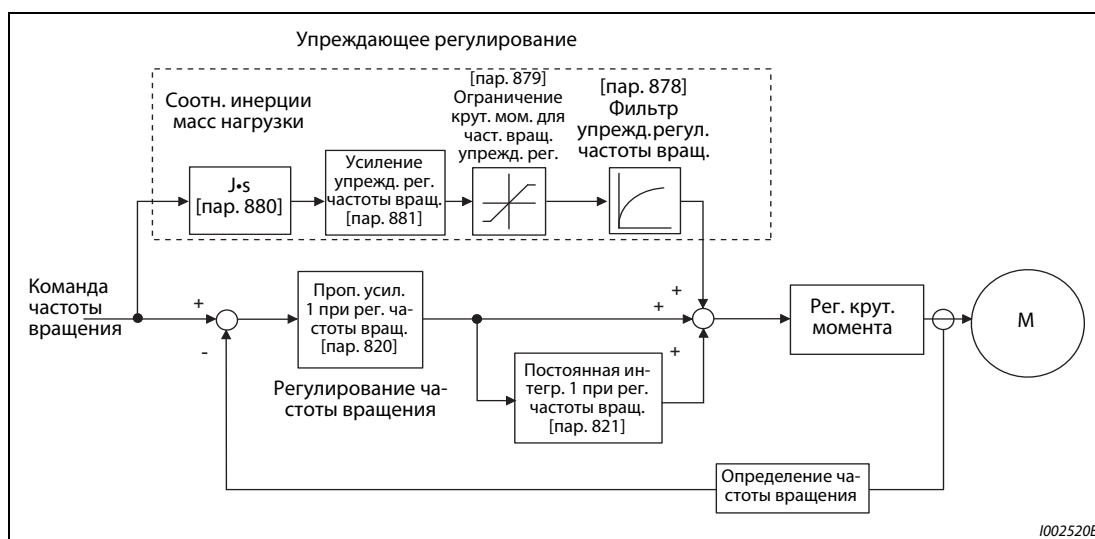 Упреждающее регулирование
Соотн. инерции
масс нагрузки
[пар. 879]
Ограничение
крут. мом. для
част. вращ.
упрежд. рег.
[пар. 878]
Фильтр
упрежд.регул.
частоты вращ.
J•s
[пар. 880]
Усиление
упрежд. рег.
частоты вращ.
[пар. 881]
Команда
частоты
вращения
+
-
Проп. усил.
1 при рег. ча-
стоты вращ.
[пар. 820]
Регулирование ча-
стоты вращения
Постоянная ин-
тегр. 1 при рег.
частоты вращ.
[пар. 821]
+
+
+
Рег. крут.
момента
M
Определение ча-
стоты вращения
I002520E